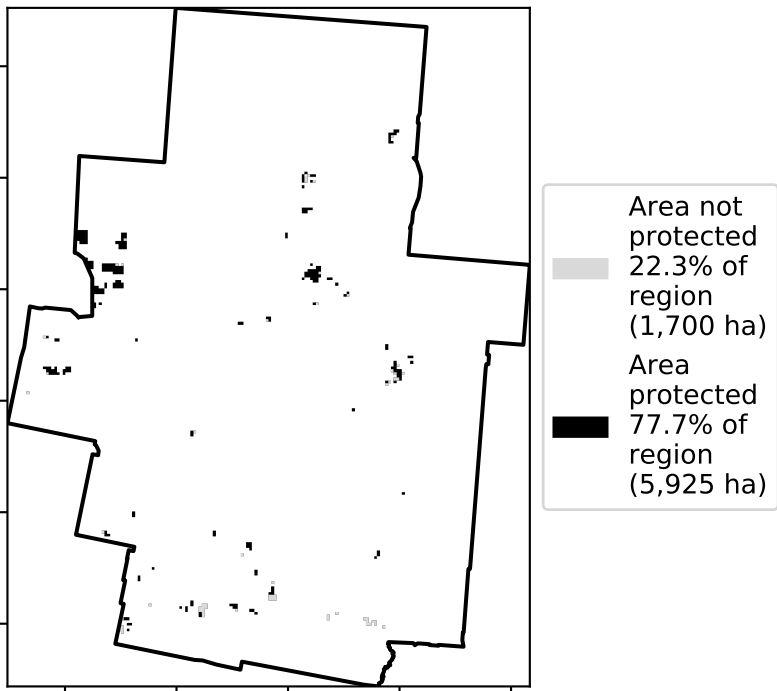 Area not
protected
22.3% of
region
(1,700 ha)
Area
protected
77.7% of
region
(5,925 ha)